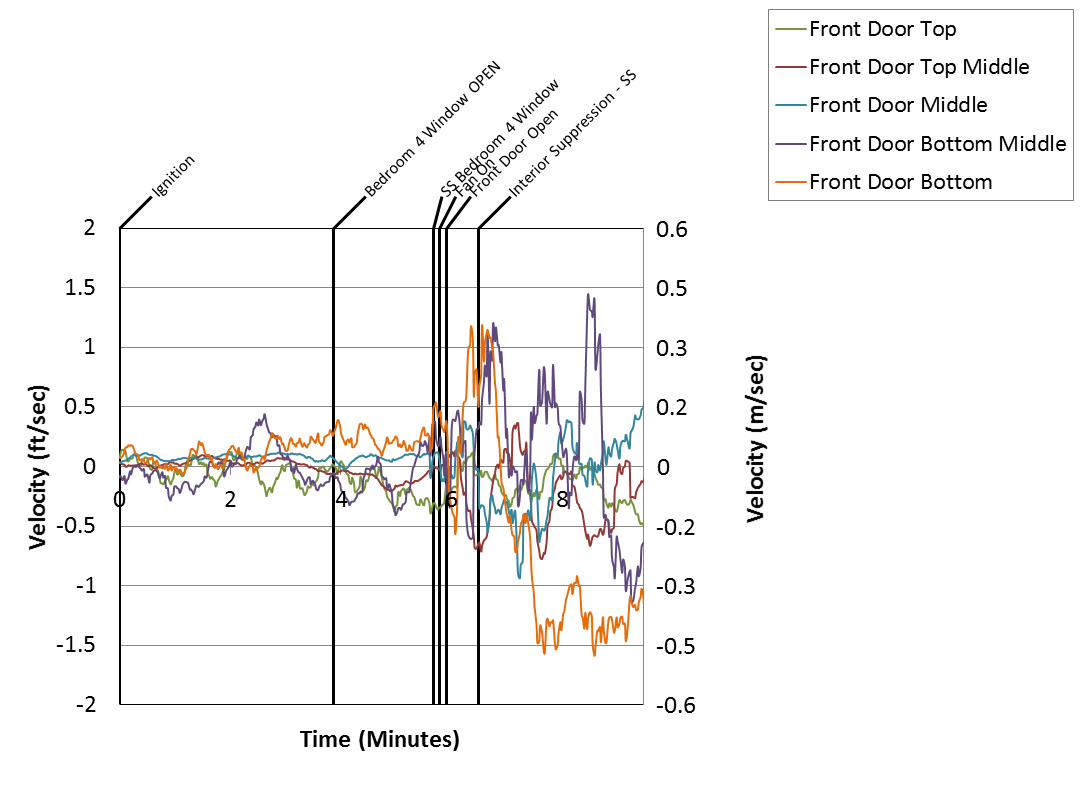 Front Door Top
Front Door Top Middle
Front Door Middle
Front Door Bottom Middle
Front Door Bottom
Ignition
Bedroom 4 Window OPEN
SS Bedroom 4 Window
Fan On
Front Door Open
Interior Suppression - SS
2
1.5
1
0.5
0
-0.5
-1
-1.5
-2
0.6
0.5
0.3
0.2
0
-0.2
-0.3
-0.5
-0.6
0
2
4
6
8
Velocity (ft/sec)
Velocity (m/sec)
Time (Minutes)